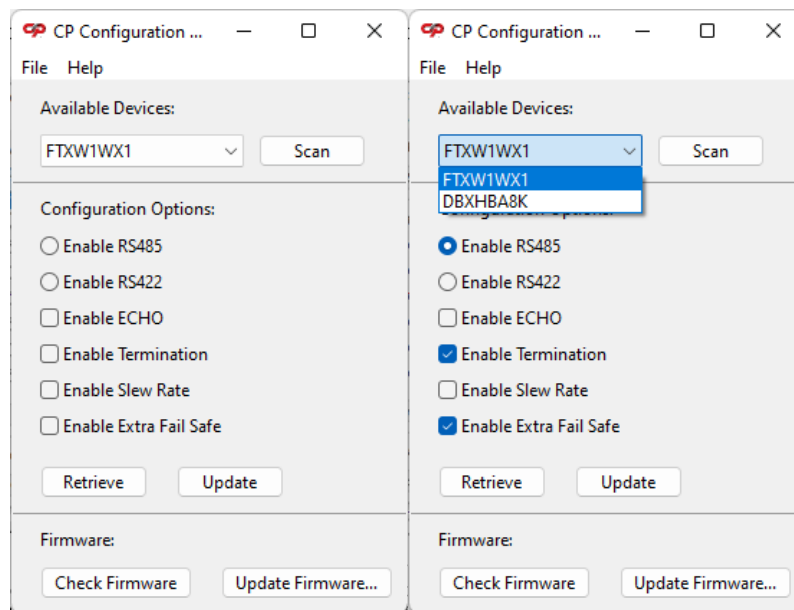 CP Configuration ...
File Help
Available Devices:
FTXW1WX1 Scan
Configuration Options:
Enable RS485
Enable RS422
Enable ECHO
Enable Termination
Enable Slew Rate
Enable Extra Fail Safe
Retrieve Update
Firmware:
Check Firmware Update Firmware...
CP Configuration ...
File Help
Available Devices:
FTXW1WX1 Scan
FTXW1WX1
DBXHBA8K
Enable RS485
Enable RS422
Enable ECHO
Enable Termination
Enable Slew Rate
Enable Extra Fail Safe
Retrieve Update
Firmware:
Check Firmware Update Firmware...